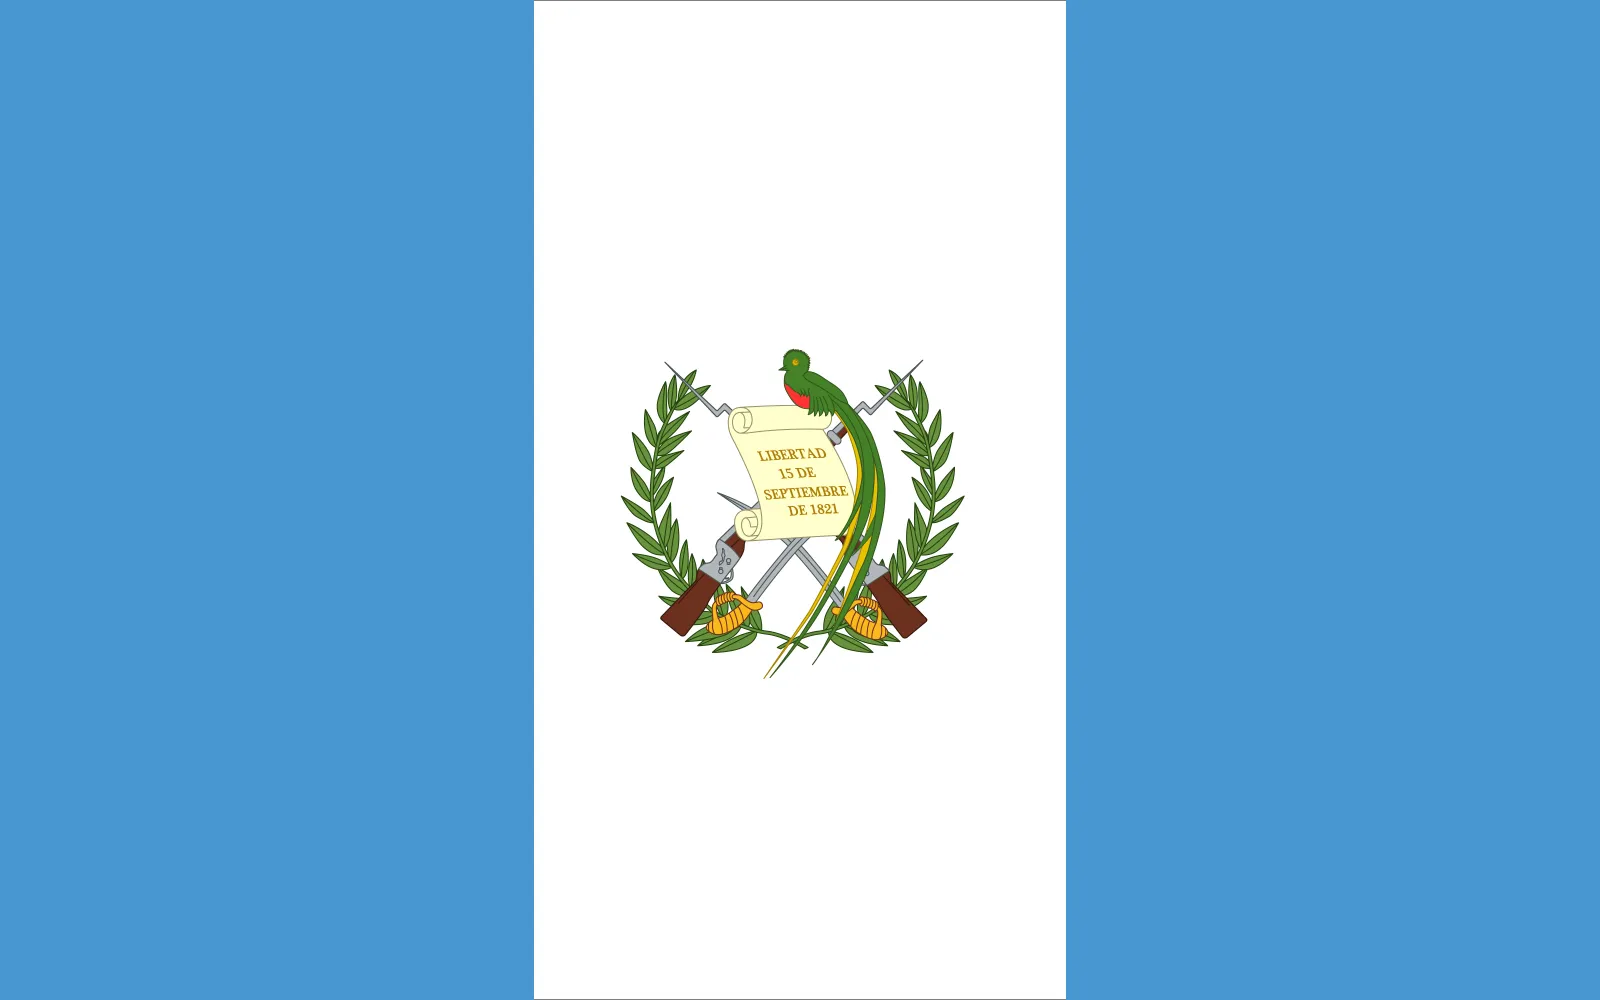 LIBERTAD
15 DE
SEPTIEMBRE
DE 1821